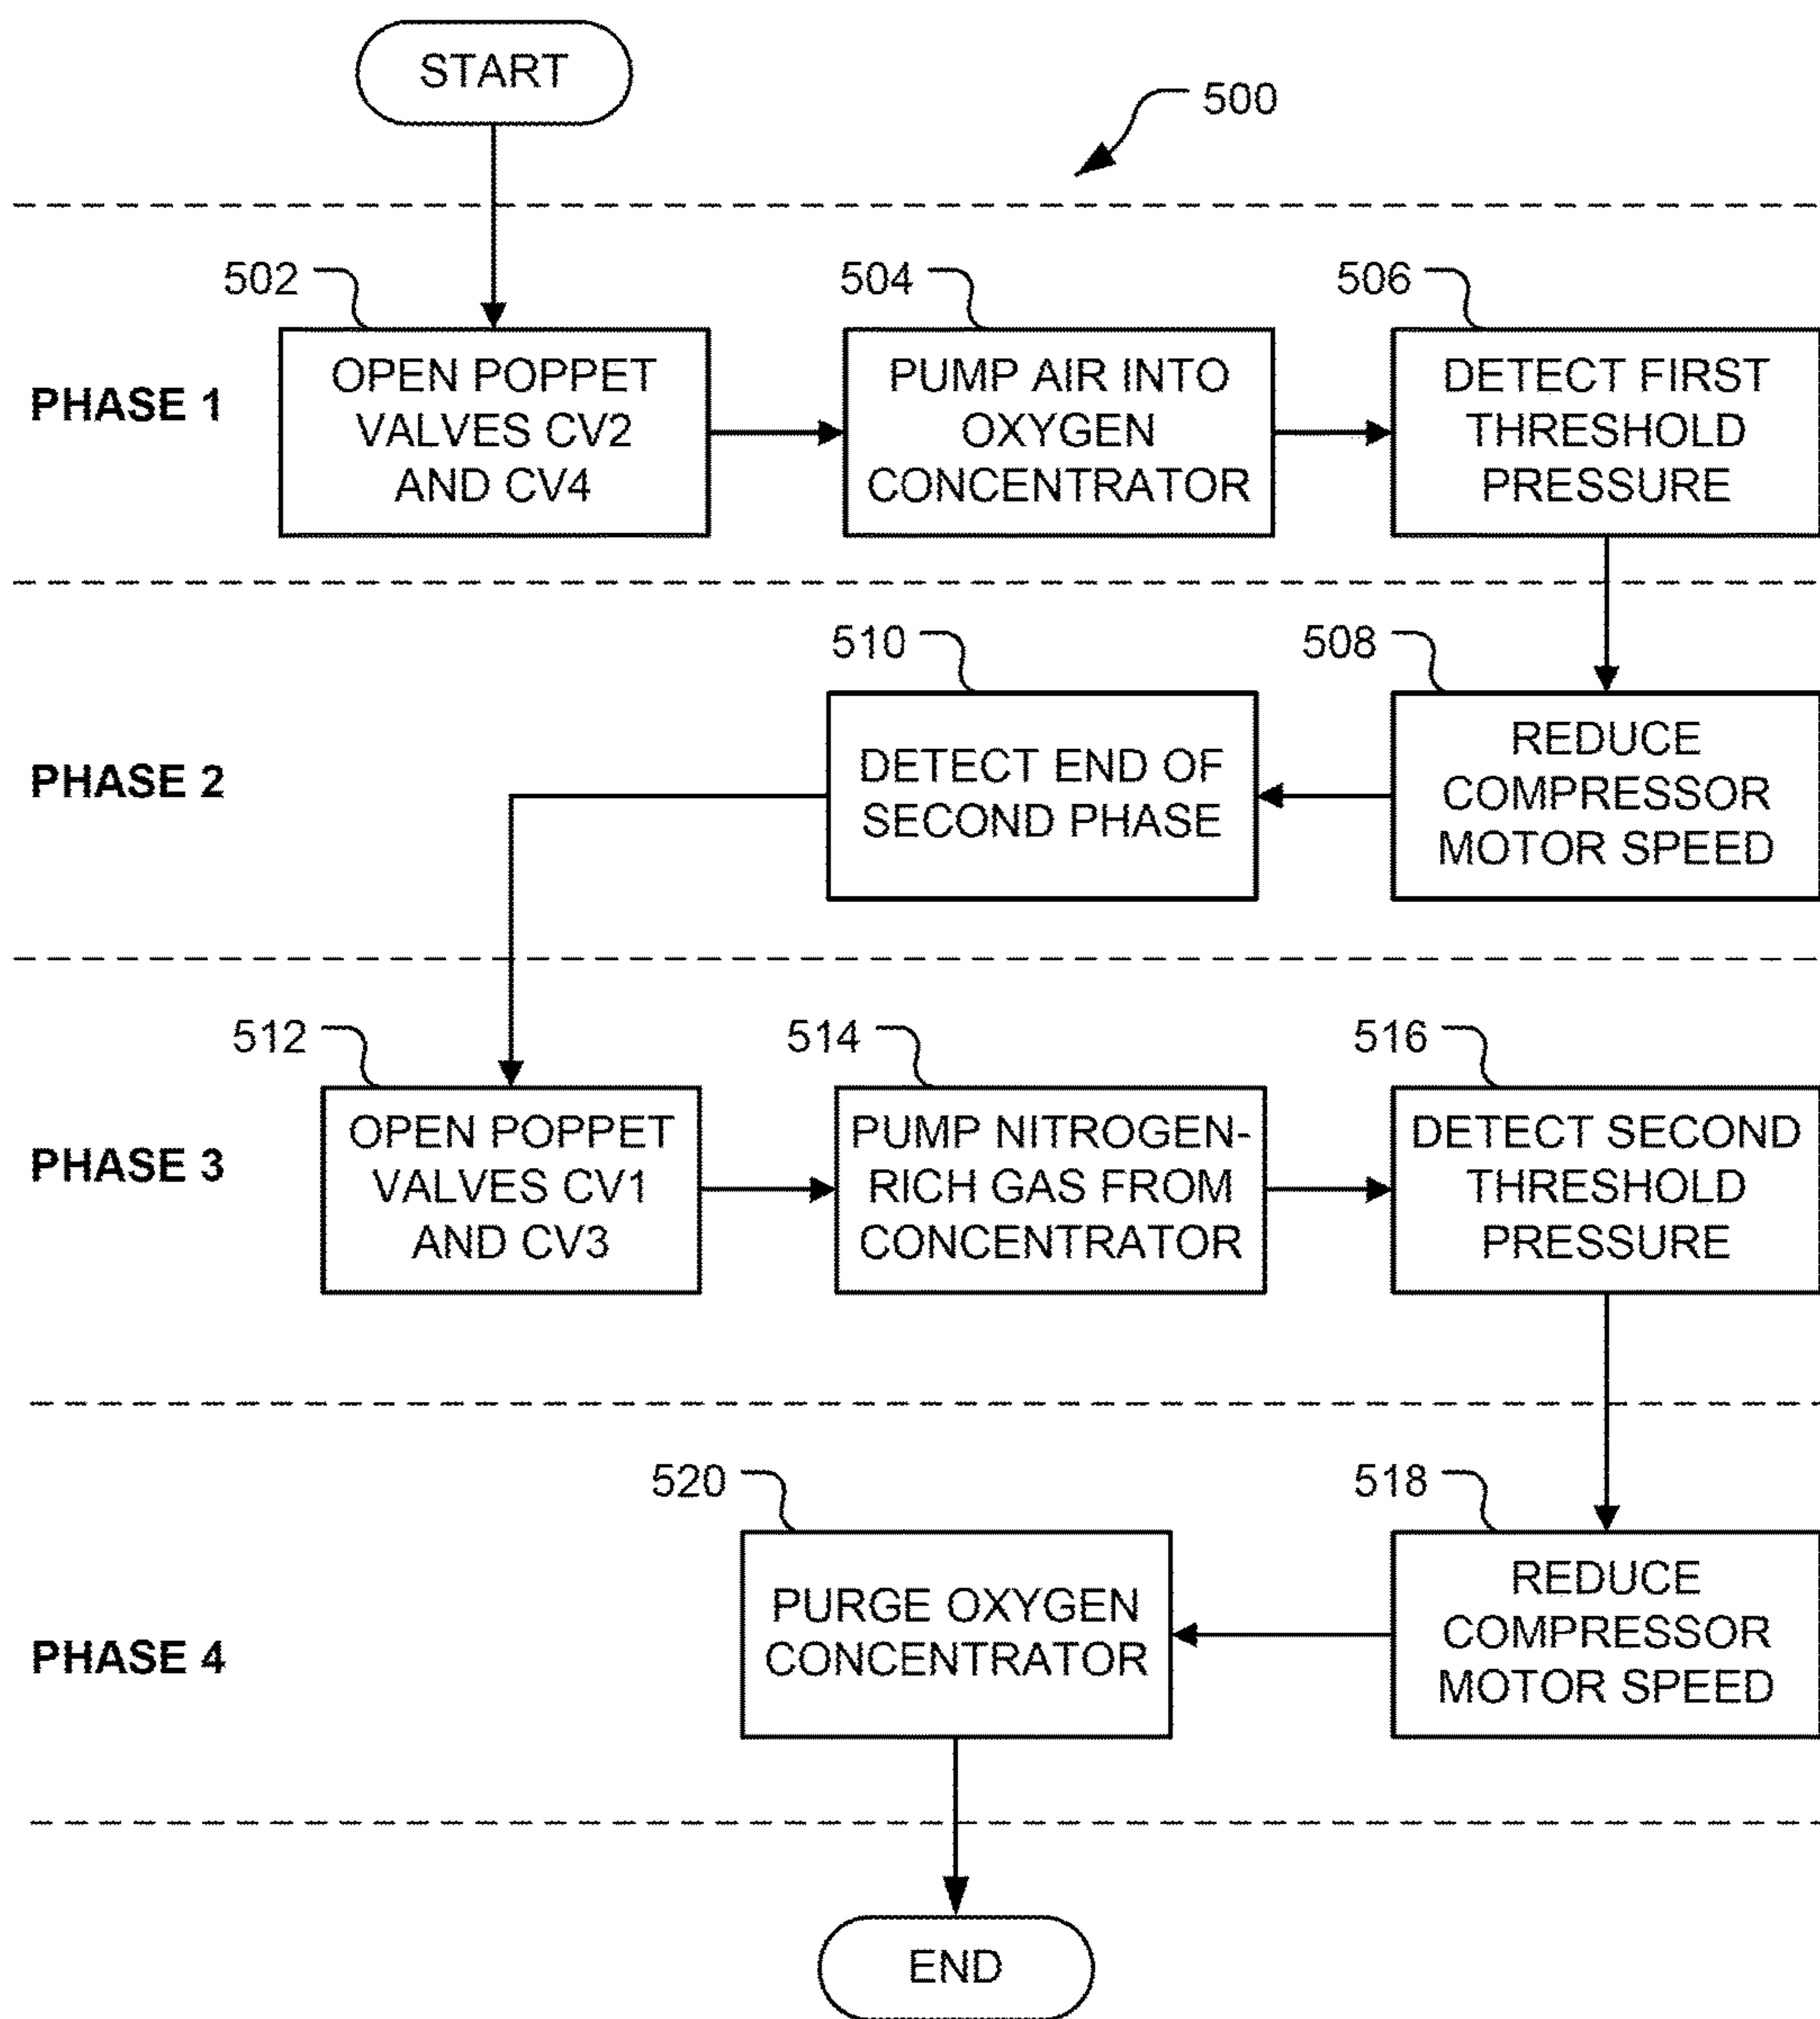 START
500
502
504
506
PHASE 1
OPEN POPPET
VALVES CV2
AND CV4
PUMP AIR INTO
OXYGEN
CONCENTRATOR
DETECT FIRST
THRESHOLD
PRESSURE
510
508
PHASE 2
DETECT END OF
SECOND PHASE
REDUCE
COMPRESSOR
MOTOR SPEED
512
514
516
PHASE 3
OPEN POPPET
VALVES CV1
AND CV3
PUMP NITROGEN-
RICH GAS FROM
CONCENTRATOR
DETECT SECOND
THRESHOLD
PRESSURE
520
518
PHASE 4
PURGE OXYGEN
CONCENTRATOR
REDUCE
COMPRESSOR
MOTOR SPEED
END